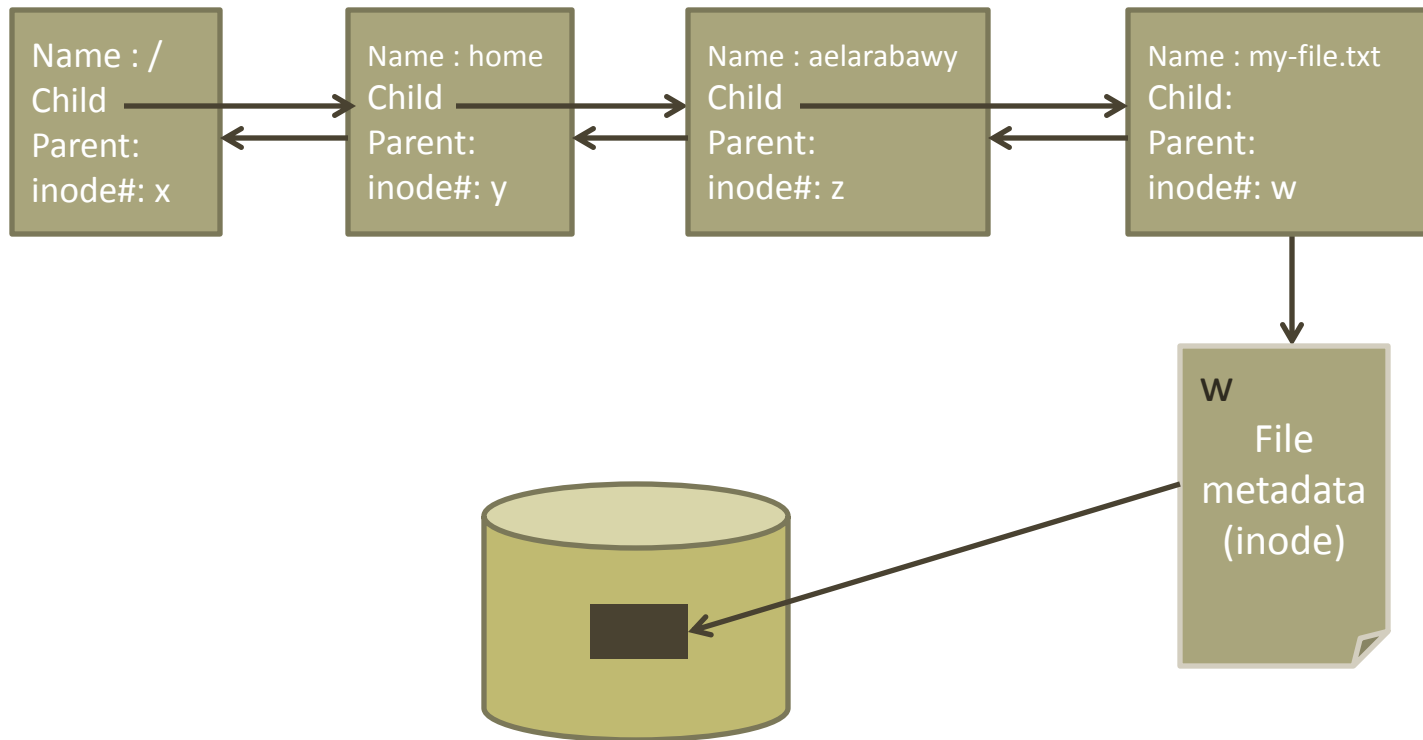 Name : /
Child
Parent:
inode#: x
Name : home
Child
Parent:
inode#: y
Name : aelarabawy
Child
Parent:
inode#: z
Name : my-file.txt
Child:
Parent:
inode#: w
w
File
metadata
(inode)